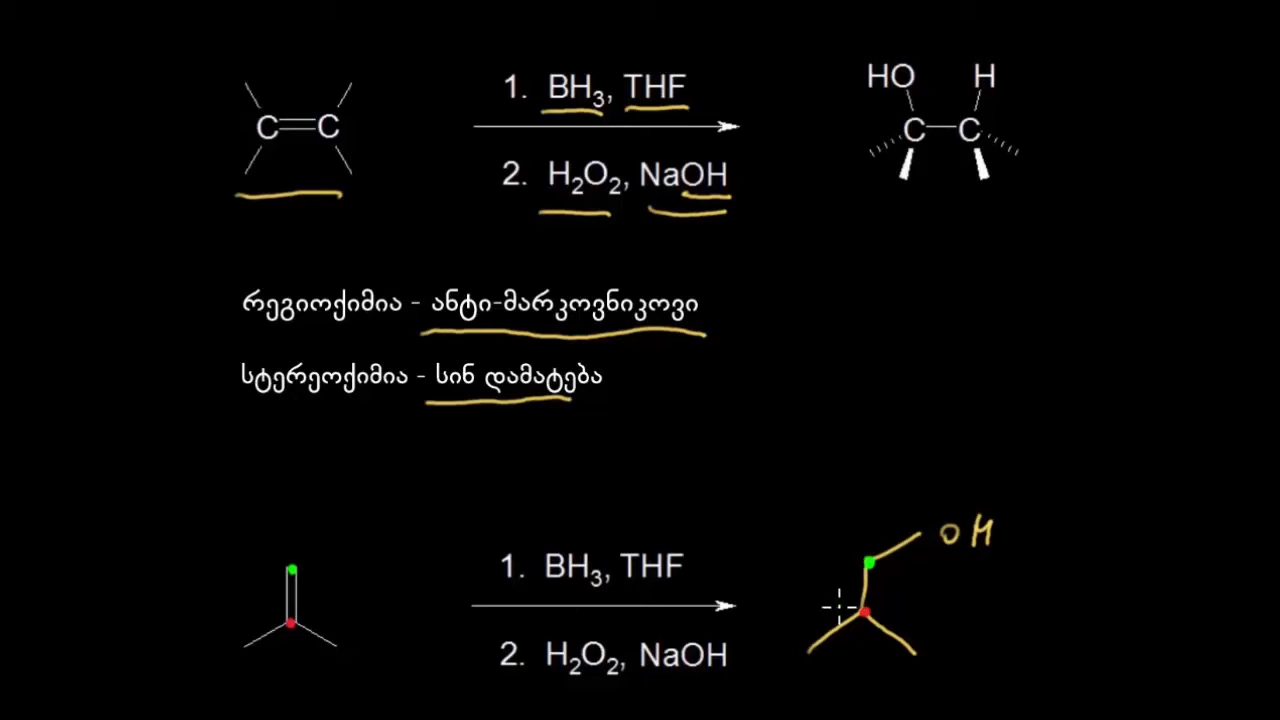 1. BH₃, THF
HO H
C=C
C—C
2. H₂O₂, NaOH
რეგიოქიმია - ანტი-მარკოვნიკოვი
სტერეოქიმია - სინ დამატება
OH
1. BH₃, THF
2. H₂O₂, NaOH